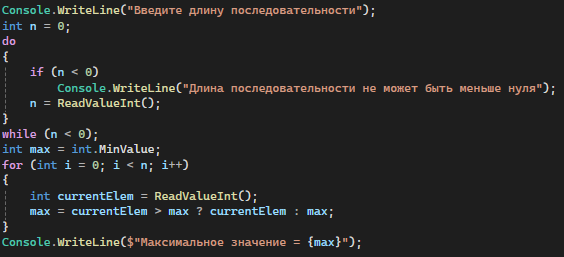 Console.WriteLine("Введите длину последовательности");
int n = 0;
do
{
    if (n < 0)
        Console.WriteLine("Длина последовательности не может быть меньше нуля");
    n = ReadValueInt();
}
while (n < 0);
int max = int.MinValue;
for (int i = 0; i < n; i++)
{
    int currentElem = ReadValueInt();
    max = currentElem > max ? currentElem : max;
}
Console.WriteLine($"Максимальное значение = {max}");